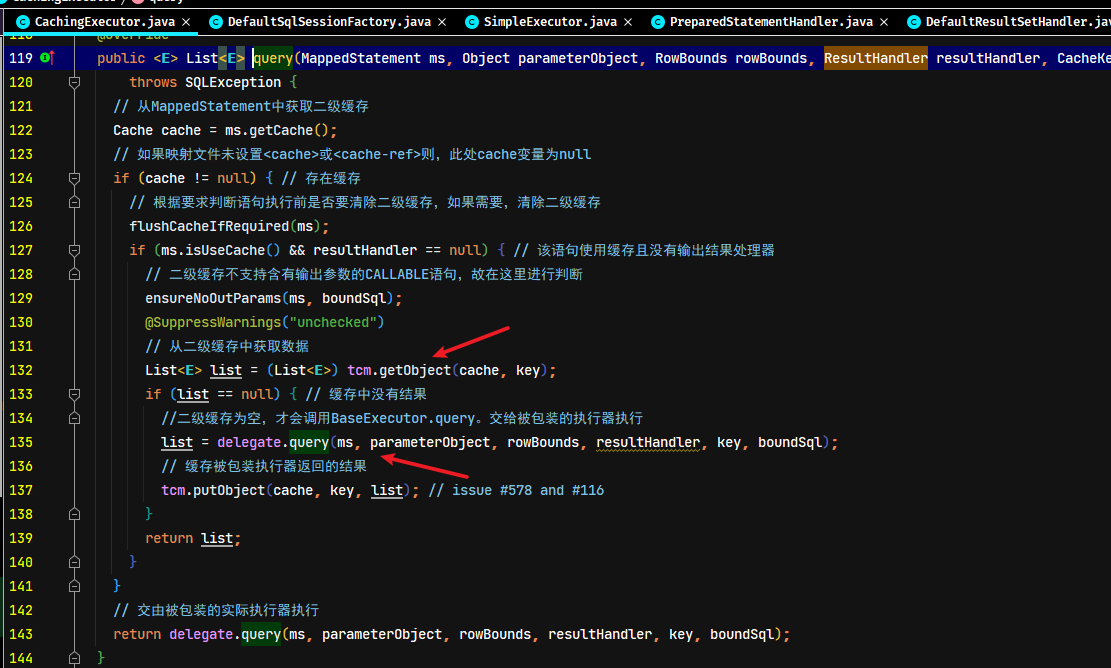 CachingExecutor.java × DefaultSqlSessionFactory.java × SimpleExecutor.java × PreparedStatementHandler.java × DefaultResultSetHandler.jav
119 public <E> List<E> query(MappedStatement ms, Object parameterObject, RowBounds rowBounds, ResultHandler resultHandler, CacheKe
120 throws SQLException {
121 // 从MappedStatement中获取二级缓存
122 Cache cache = ms.getCache();
123 // 如果映射文件未设置<cache>或<cache-ref>则，此处cache变量为null
124 if (cache != null) { // 存在缓存
125 // 根据要求判断语句执行前是否要清除二级缓存，如果需要，清除二级缓存
126 flushCacheIfRequired(ms);
127 if (ms.isUseCache() && resultHandler == null) { // 该语句使用缓存且没有输出结果处理器
128 // 二级缓存不支持含有输出参数的CALLABLE语句，故在这里进行判断
129 ensureNoOutParams(ms, boundSql);
130 @SuppressWarnings("unchecked")
131 // 从二级缓存中获取数据
132 List<E> list = (List<E>) tcm.getObject(cache, key);
133 if (list == null) { // 缓存中没有结果
134 //二级缓存为空，才会调用BaseExecutor.query。交给被包装的执行器执行
135 list = delegate.query(ms, parameterObject, rowBounds, resultHandler, key, boundSql);
136 // 缓存被包装执行器返回的结果
137 tcm.putObject(cache, key, list); // issue #578 and #116
138 }
139 return list;
140 }
141 }
142 // 交由被包装的实际执行器执行
143 return delegate.query(ms, parameterObject, rowBounds, resultHandler, key, boundSql);
144 }